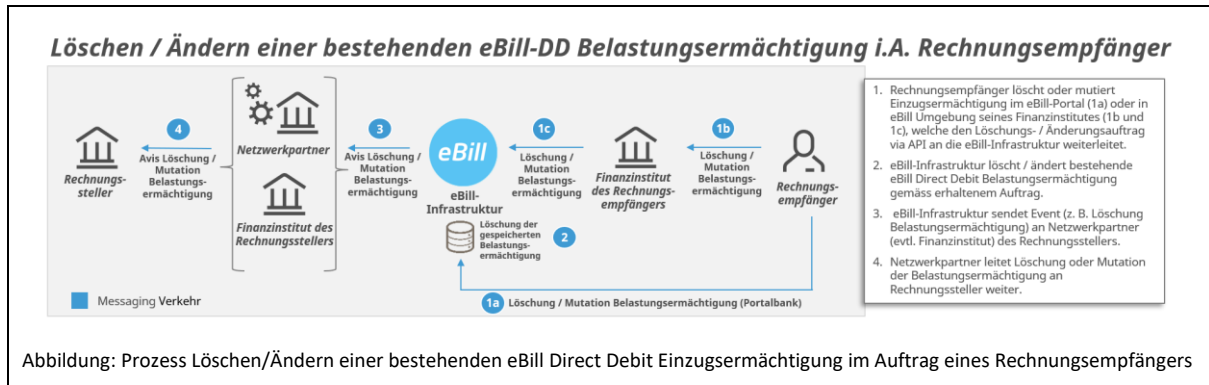 Löschen / Ändern einer bestehenden eBill-DD Belastungsermächtigung i.A. Rechnungsempfänger
4
Avis Löschung /
Mutation
Belastungs-
ermächtigung
Rechnungs-
steller
Netzwerkpartner
Finanzinstitut des
Rechnungsstellers
3
Avis Löschung /
Mutation
Belastungs-
ermächtigung
eBill
eBill-
Infrastruktur
Löschung der
gespeicherten
Belastungs-
ermächtigung
2
1c
Löschung /
Mutation
Belastungs-
ermächtigung
Finanzinstitut
des Rechnungs-
empfängers
1b
Löschung /
Mutation
Belastungs-
ermächtigung
Rechnungs-
empfänger
1a Löschung / Mutation Belastungsermächtigung (Portalbank)
Messaging Verkehr
1. Rechnungsempfänger löscht oder mutiert
Einzugsermächtigung im eBill-Portal (1a) oder in
eBill Umgebung seines Finanzinstitutes (1b und
1c), welche den Löschungs- / Änderungsauftrag
via API an die eBill-Infrastruktur weiterleitet.
2. eBill-Infrastruktur löscht / ändert bestehende
eBill Direct Debit Belastungsermächtigung
gemäss erhaltenem Auftrag.
3. eBill-Infrastruktur sendet Event (z. B. Löschung
Belastungsermächtigung) an Netzwerkpartner
(evtl. Finanzinstitut) des Rechnungsstellers.
4. Netzwerkpartner leitet Löschung oder Mutation
der Belastungsermächtigung an
Rechnungssteller weiter.
Abbildung: Prozess Löschen/Ändern einer bestehenden eBill Direct Debit Einzugsermächtigung im Auftrag eines Rechnungsempfängers